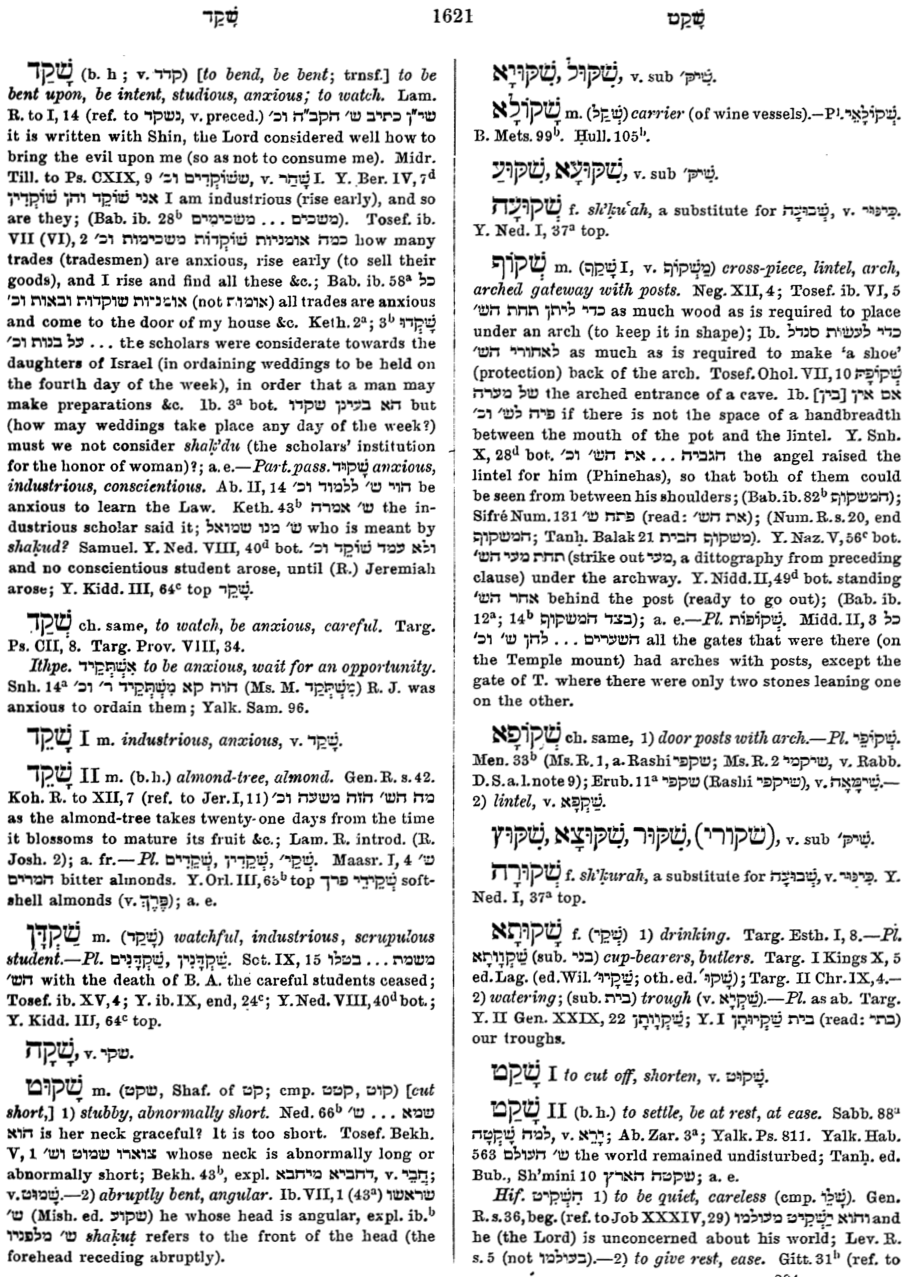 שָׁקַד 1621 שָׁקַט
שָׁקַד (b. h; v. קדד) [to bend, be bent; trnsf.] to be
bent upon, be intent, studious, anxious; to watch. Lam.
R. to I, 14 (ref. to נשקד, v. preced.) שי״ן כתיב ש׳ הקב״ה וכ׳
it is written with Shin, the Lord considered well how to
bring the evil upon me (so as not to consume me). Midr.
Till. to Ps. CXIX, 9 ששוקדים וכ׳, v. שָׁחַר I. Y. Ber. IV, 7d
אני שוֹקֵד והן שוֹקְדין I am industrious (rise early), and so
are they; (Bab. ib. 28b משכים ... משכימים). Tosef. ib.
VII (VI), 2 כמה אומניות שׁוֹקְדוֹת משכימות וכ׳ how many
trades (tradesmen) are anxious, rise early (to sell their
goods), and I rise and find all these &c.; Bab. ib. 58a כל
אומניות שוקדות ובאות וכ׳ (not אומות) all trades are anxious
and come to the door of my house &c. Keth. 2a; 3b שָׁקְדוּ
על בנות וכ׳ ... the scholars were considerate towards the
daughters of Israel (in ordaining weddings to be held on
the fourth day of the week), in order that a man may
make preparations &c. Ib. 3a bot. הא בעינן שקדו but
(how may weddings take place any day of the week?)
must we not consider shaḳ'du (the scholars' institution
for the honor of woman)?; a. e.—Part. pass. שָׁקוּד anxious,
industrious, conscientious. Ab. II, 14 הוי ש׳ ללמוד וכ׳ be
anxious to learn the Law. Keth. 43b ש׳ אמרה the in-
dustrious scholar said it; ש׳ מנו שמואל who is meant by
shaḳud? Samuel. Y. Ned. VIII, 40d bot. ולא עמד שׁוֹקֵד וכ׳
and no conscientious student arose, until (R.) Jeremiah
arose; Y. Kidd. III, 64c top שָׁקֵד.
שְׁקַד ch. same, to watch, be anxious, careful. Targ.
Ps. CII, 8. Targ. Prov. VIII, 34.
Ithpe. אִשְׁתְּקֵיד to be anxious, wait for an opportunity.
Snh. 14a הוה קא מִשְׁתְּקֵיד ר׳ וכ׳ (Ms. M. מִשְׁתְּקֵד) R. J. was
anxious to ordain them; Yalk. Sam. 96.
שָׁקֵד I m. industrious, anxious, v. שָׁקַד.
שָׁקֵד II m. (b. h.) almond-tree, almond. Gen. R. s. 42.
Koh. R. to XII, 7 (ref. to Jer. I, 11) מה הש׳ הזה משעה וכ׳
as the almond-tree takes twenty-one days from the time
it blossoms to mature its fruit &c.; Lam. R. introd. (R.
Josh. 2); a. fr.—Pl. שְׁקֵדִים, שְׁקֵדִין, שְׁקֵי׳. Maasr. I, 4 ש׳
המרים bitter almonds. Y. Orl. III, 63b top שְׁקֵידֵי פרך soft-
shell almonds (v. פֶּרֶךְ); a. e.
שַׁקְדָּן m. (שָׁקַד) watchful, industrious, scrupulous
student.—Pl. שַׁקְדָּנִים, שַׁקְדָּנִין. Sot. IX, 15 משמת ... בטלו
הש׳ with the death of B. A. the careful students ceased;
Tosef. ib. XV, 4; Y. ib. IX, end, 24c; Y. Ned. VIII, 40d bot.;
Y. Kidd. III, 64c top.
שָׁקָה, v. שקי.
שָׁקוּט m. (שקט, Shaf. of קט; cmp. קוט, קטט) [cut
short,] 1) stubby, abnormally short. Ned. 66b שמא ... ש׳
הוא is her neck graceful? It is too short. Tosef. Bekh.
V, 1 צוארו שמוט וש׳ whose neck is abnormally long or
abnormally short; Bekh. 43b, expl. דחביא מיחבא, v. חֲבֵי;
v. שָׁמוּט.—2) abruptly bent, angular. Ib. VII, 1 (43a) שראשו
ש׳ (Mish. ed. שקוע) he whose head is angular, expl. ib.b
ש׳ מלפניו shaḳuṭ refers to the front of the head (the
forehead receding abruptly).
שִׁקּוּל, שִׁקּוּיָא, v. sub שִׁיק׳.
שָׁקוֹלָא m. (שְׁקַל) carrier (of wine vessels).—Pl. שָׁקוֹלָאֵי.
B. Mets. 99b. Ḥull. 105b.
שִׁקּוּעַ, שִׁקּוּעָא, v. sub שִׁיק׳.
שְׁקוּעָה f. sh'ḳu'ah, a substitute for שְׁבוּעָה, v. כִּינּוּי.
Y. Ned. I, 37a top.
שְׁקוֹף m. (שָׁקַף I, v. מַשְׁקוֹף) cross-piece, lintel, arch,
arched gateway with posts. Neg. XII, 4; Tosef. ib. VI, 5
כדי ליתן תחת הש׳ as much wood as is required to place
under an arch (to keep it in shape); Ib. כדי לעשות סנדל
לאחורי הש׳ as much as is required to make 'a shoe'
(protection) back of the arch. Tosef. Ohol. VII, 10 שְׁקוֹפָה
של מערה the arched entrance of a cave. Ib. אם אין [בין]
פיה לש׳ וכ׳ if there is not the space of a handbreadth
between the mouth of the pot and the lintel. Y. Snh.
X, 28d bot. הגביה ... את הש׳ וכ׳ the angel raised the
lintel for him (Phinehas), so that both of them could
be seen from between his shoulders; (Bab. ib. 82b המשקוף);
Sifré Num. 131 פתח ש׳ (read: את הש׳); (Num. R. s. 20, end
המשקוף; Tanḥ. Balak 21 משקוף הבית). Y. Naz. V, 56c bot.
תחת מעי הש׳ (strike out מעי, a dittography from preceding
clause) under the archway. Y. Nidd. II, 49d bot. standing
אחר הש׳ behind the post (ready to go out); (Bab. ib.
12a; 14b בצד המשקוף); a. e.—Pl. שְׁקוֹפוֹת. Midd. II, 3 כל
השערים ... להן ש׳ וכ׳ all the gates that were there (on
the Temple mount) had arches with posts, except the
gate of T. where there were only two stones leaning one
on the other.
שְׁקוֹפָא ch. same, 1) door posts with arch.—Pl. שְׁקוֹפֵי.
Men. 33b (Ms. R. 1, a. Rashi שקפי; Ms. R. 2 שיקמי, v. Rabb.
D. S. a. l. note 9); Erub. 11a שקפי (Rashi שיקפי), v. שִׁיּמָּאָה.—
2) lintel, v. שַׁקְפָא.
שִׁקּוּץ, שִׁקּוּצָא, שִׁקּוּר, (שקורי), v. sub שִׁיק׳.
שְׁקוּרָה f. sh'ḳurah, a substitute for שְׁבוּעָה, v. כִּינּוּי. Y.
Ned. I, 37a top.
שָׁקוּתָא f. (שְׁקֵי) 1) drinking. Targ. Esth. I, 8.—Pl.
שָׁקְוָותָא (sub. בני) cup-bearers, butlers. Targ. I Kings X, 5
ed. Lag. (ed. Wil. שָׁקְיוּ׳; oth. ed. שָׁקוּ׳); Targ. II Chr. IX, 4.—
2) watering; (sub. בית) trough (v. שַׁקְיָא).—Pl. as ab. Targ.
Y. II Gen. XXIX, 22 שָׁקְוָותָן; Y. I בית שָׁקְיוּתָן (read: בתי)
our troughs.
שָׁקַט I to cut off, shorten, v. שָׁקוּט.
שָׁקַט II (b. h.) to settle, be at rest, at ease. Sabb. 88a
למה שָׁקְטָה, v. יָרֵא; Ab. Zar. 3a; Yalk. Ps. 811. Yalk. Hab.
563 ש׳ העולם the world remained undisturbed; Tanḥ. ed.
Bub., Sh'mini 10 שקטה הארץ; a. e.
Hif. הִשְׁקִיט 1) to be quiet, careless (cmp. שָׁלֵו). Gen.
R. s. 36, beg. (ref. to Job XXXIV, 29) והוא יַשְׁקִיט מעולמו and
he (the Lord) is unconcerned about his world; Lev. R.
s. 5 (not בעולמו).—2) to give rest, ease. Gitt. 31b (ref. to